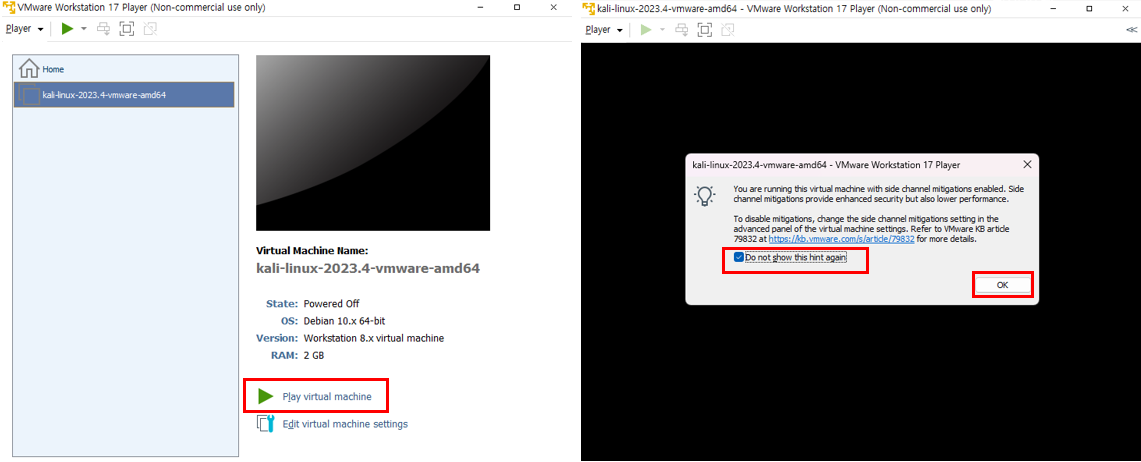 VMware Workstation 17 Player (Non-commercial use only)
Player
Home
kali-linux-2023.4-vmware-amd64
Virtual Machine Name:
kali-linux-2023.4-vmware-amd64
State: Powered Off
OS: Debian 10.x 64-bit
Version: Workstation 8.x virtual machine
RAM: 2 GB
Play virtual machine
Edit virtual machine settings
kali-linux-2023.4-vmware-amd64 - VMware Workstation 17 Player (Non-commercial use only)
Player
kali-linux-2023.4-vmware-amd64 - VMware Workstation 17 Player
You are running this virtual machine with side channel mitigations enabled. Side
channel mitigations provide enhanced security but also lower performance.
To disable mitigations, change the side channel mitigations setting in the
advanced panel of the virtual machine settings. Refer to VMware KB article
79832 at https://kb.vmware.com/s/article/79832 for more details.
Do not show this hint again
OK